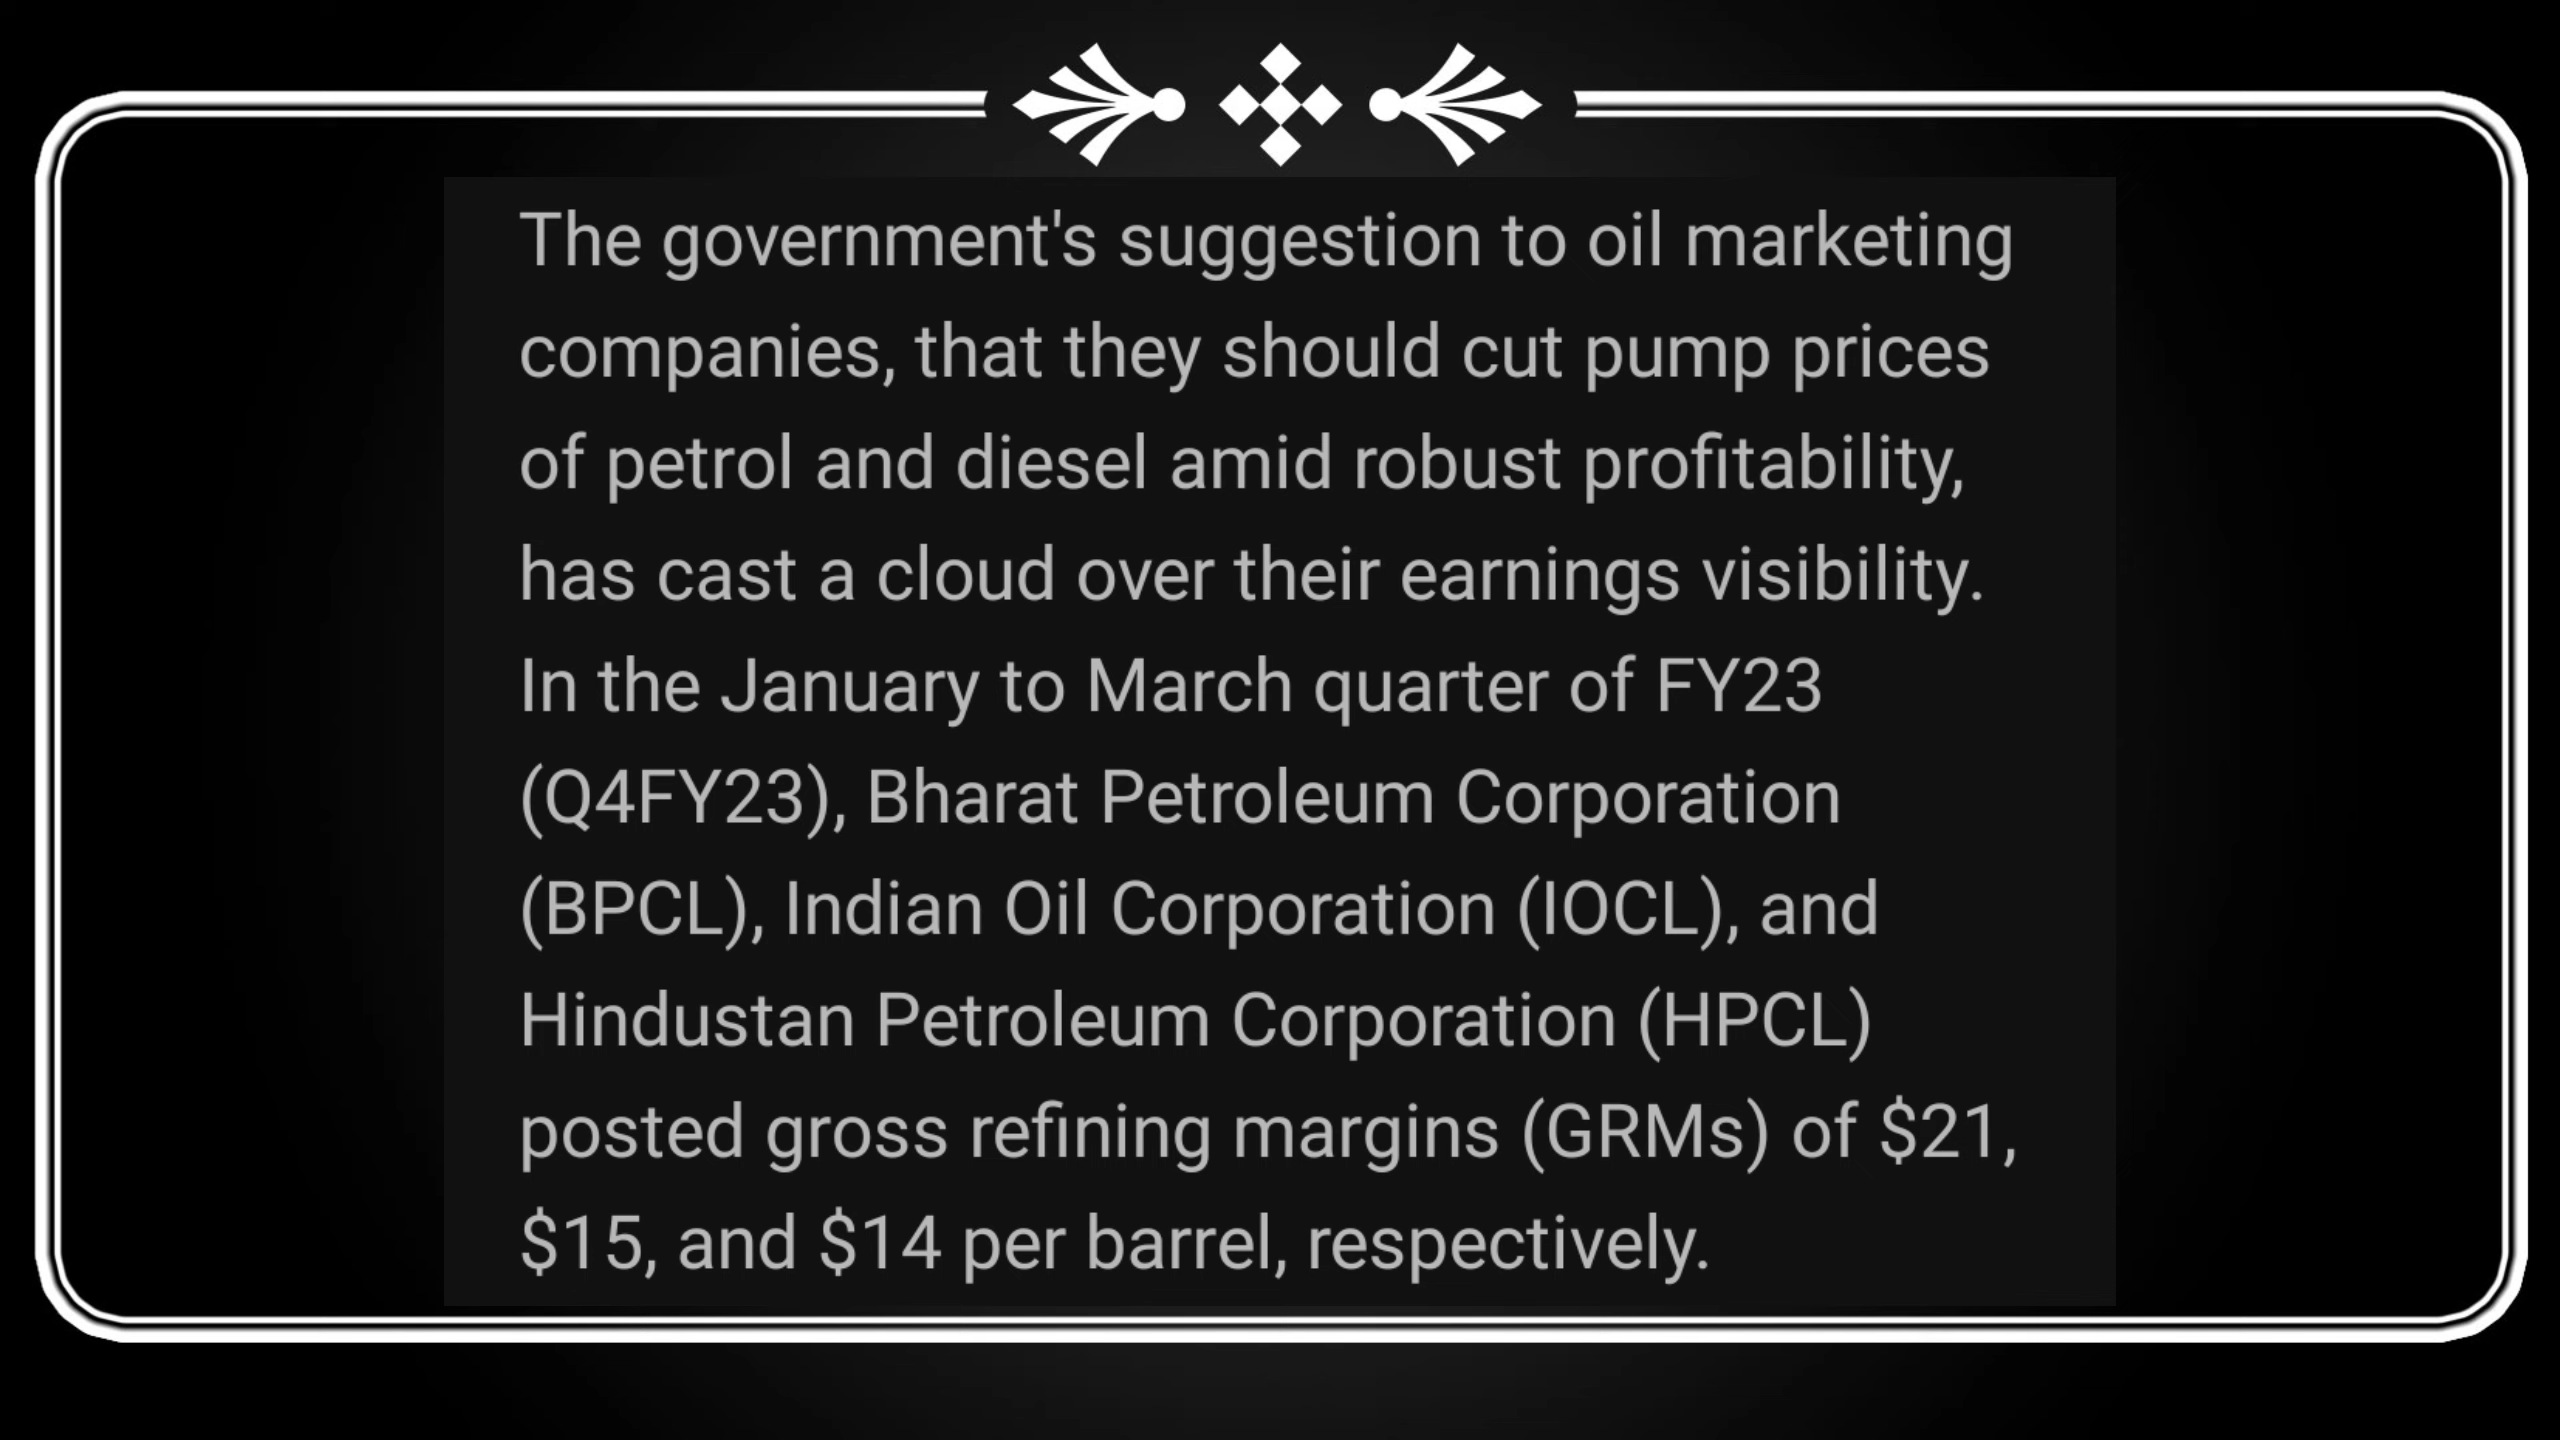 The government's suggestion to oil marketing
companies, that they should cut pump prices
of petrol and diesel amid robust profitability,
has cast a cloud over their earnings visibility.
In the January to March quarter of FY23
(Q4FY23), Bharat Petroleum Corporation
(BPCL), Indian Oil Corporation (IOCL), and
Hindustan Petroleum Corporation (HPCL)
posted gross refining margins (GRMs) of $21,
$15, and $14 per barrel, respectively.